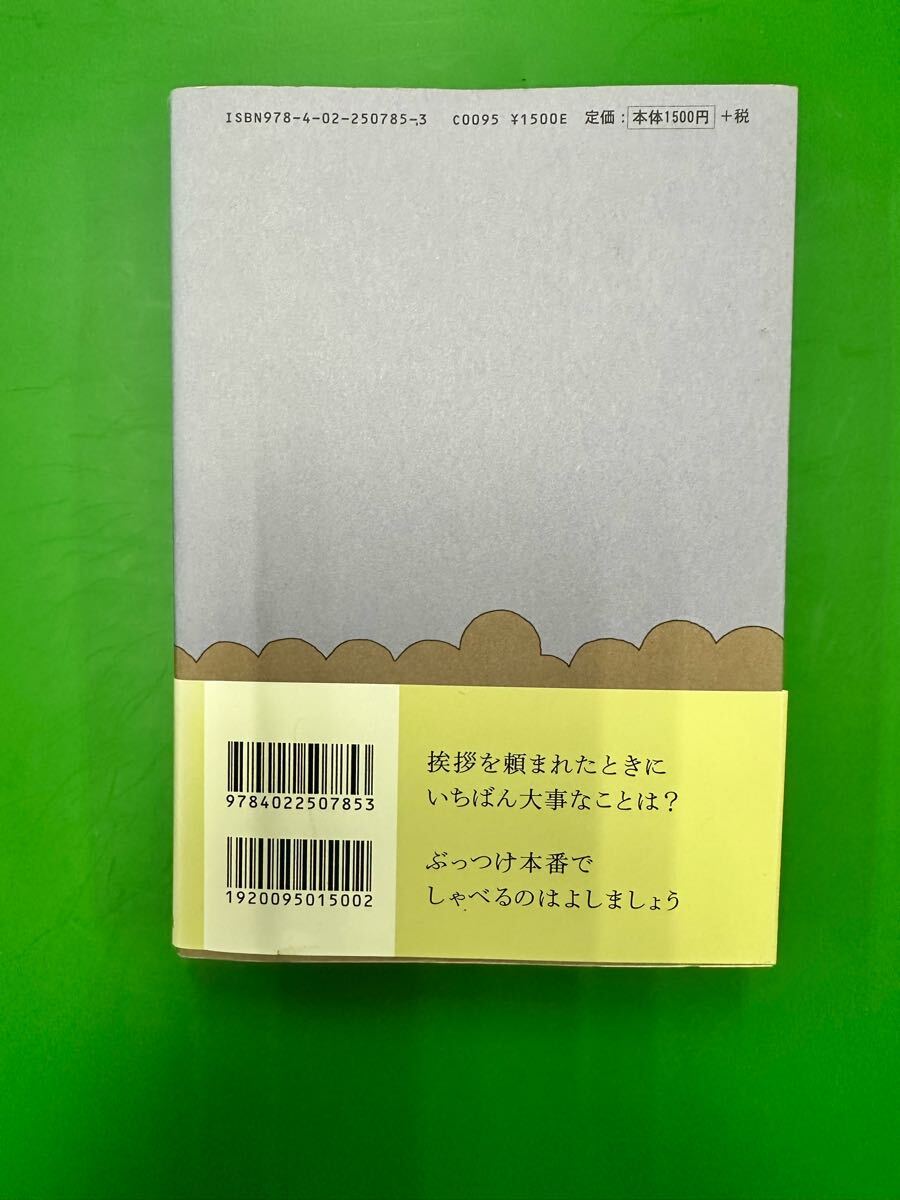 ISBN978-4-02-250785-3 C0095 ¥1500E 定価：本体1500円+税
9784022507853
1920095015002
挨拶を頼まれたときに
いちばん大事なことは？
ぶっつけ本番で
しゃべるのはよしましょう